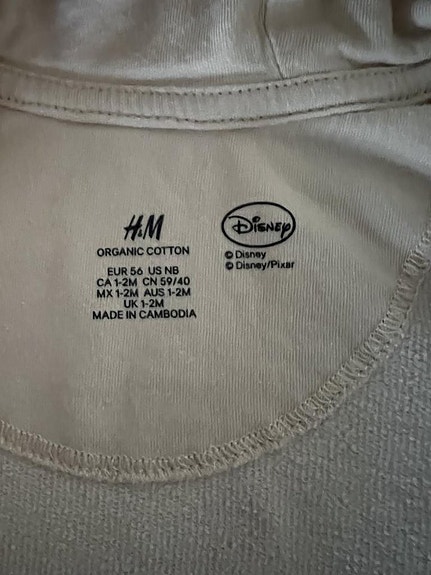 H&M
ORGANIC COTTON
EUR 56 US NB
CA 1-2M CN 59/40
MX 1-2M AUS 1-2M
UK 1-2M
MADE IN CAMBODIA
Disney
© Disney
© Disney/Pixar